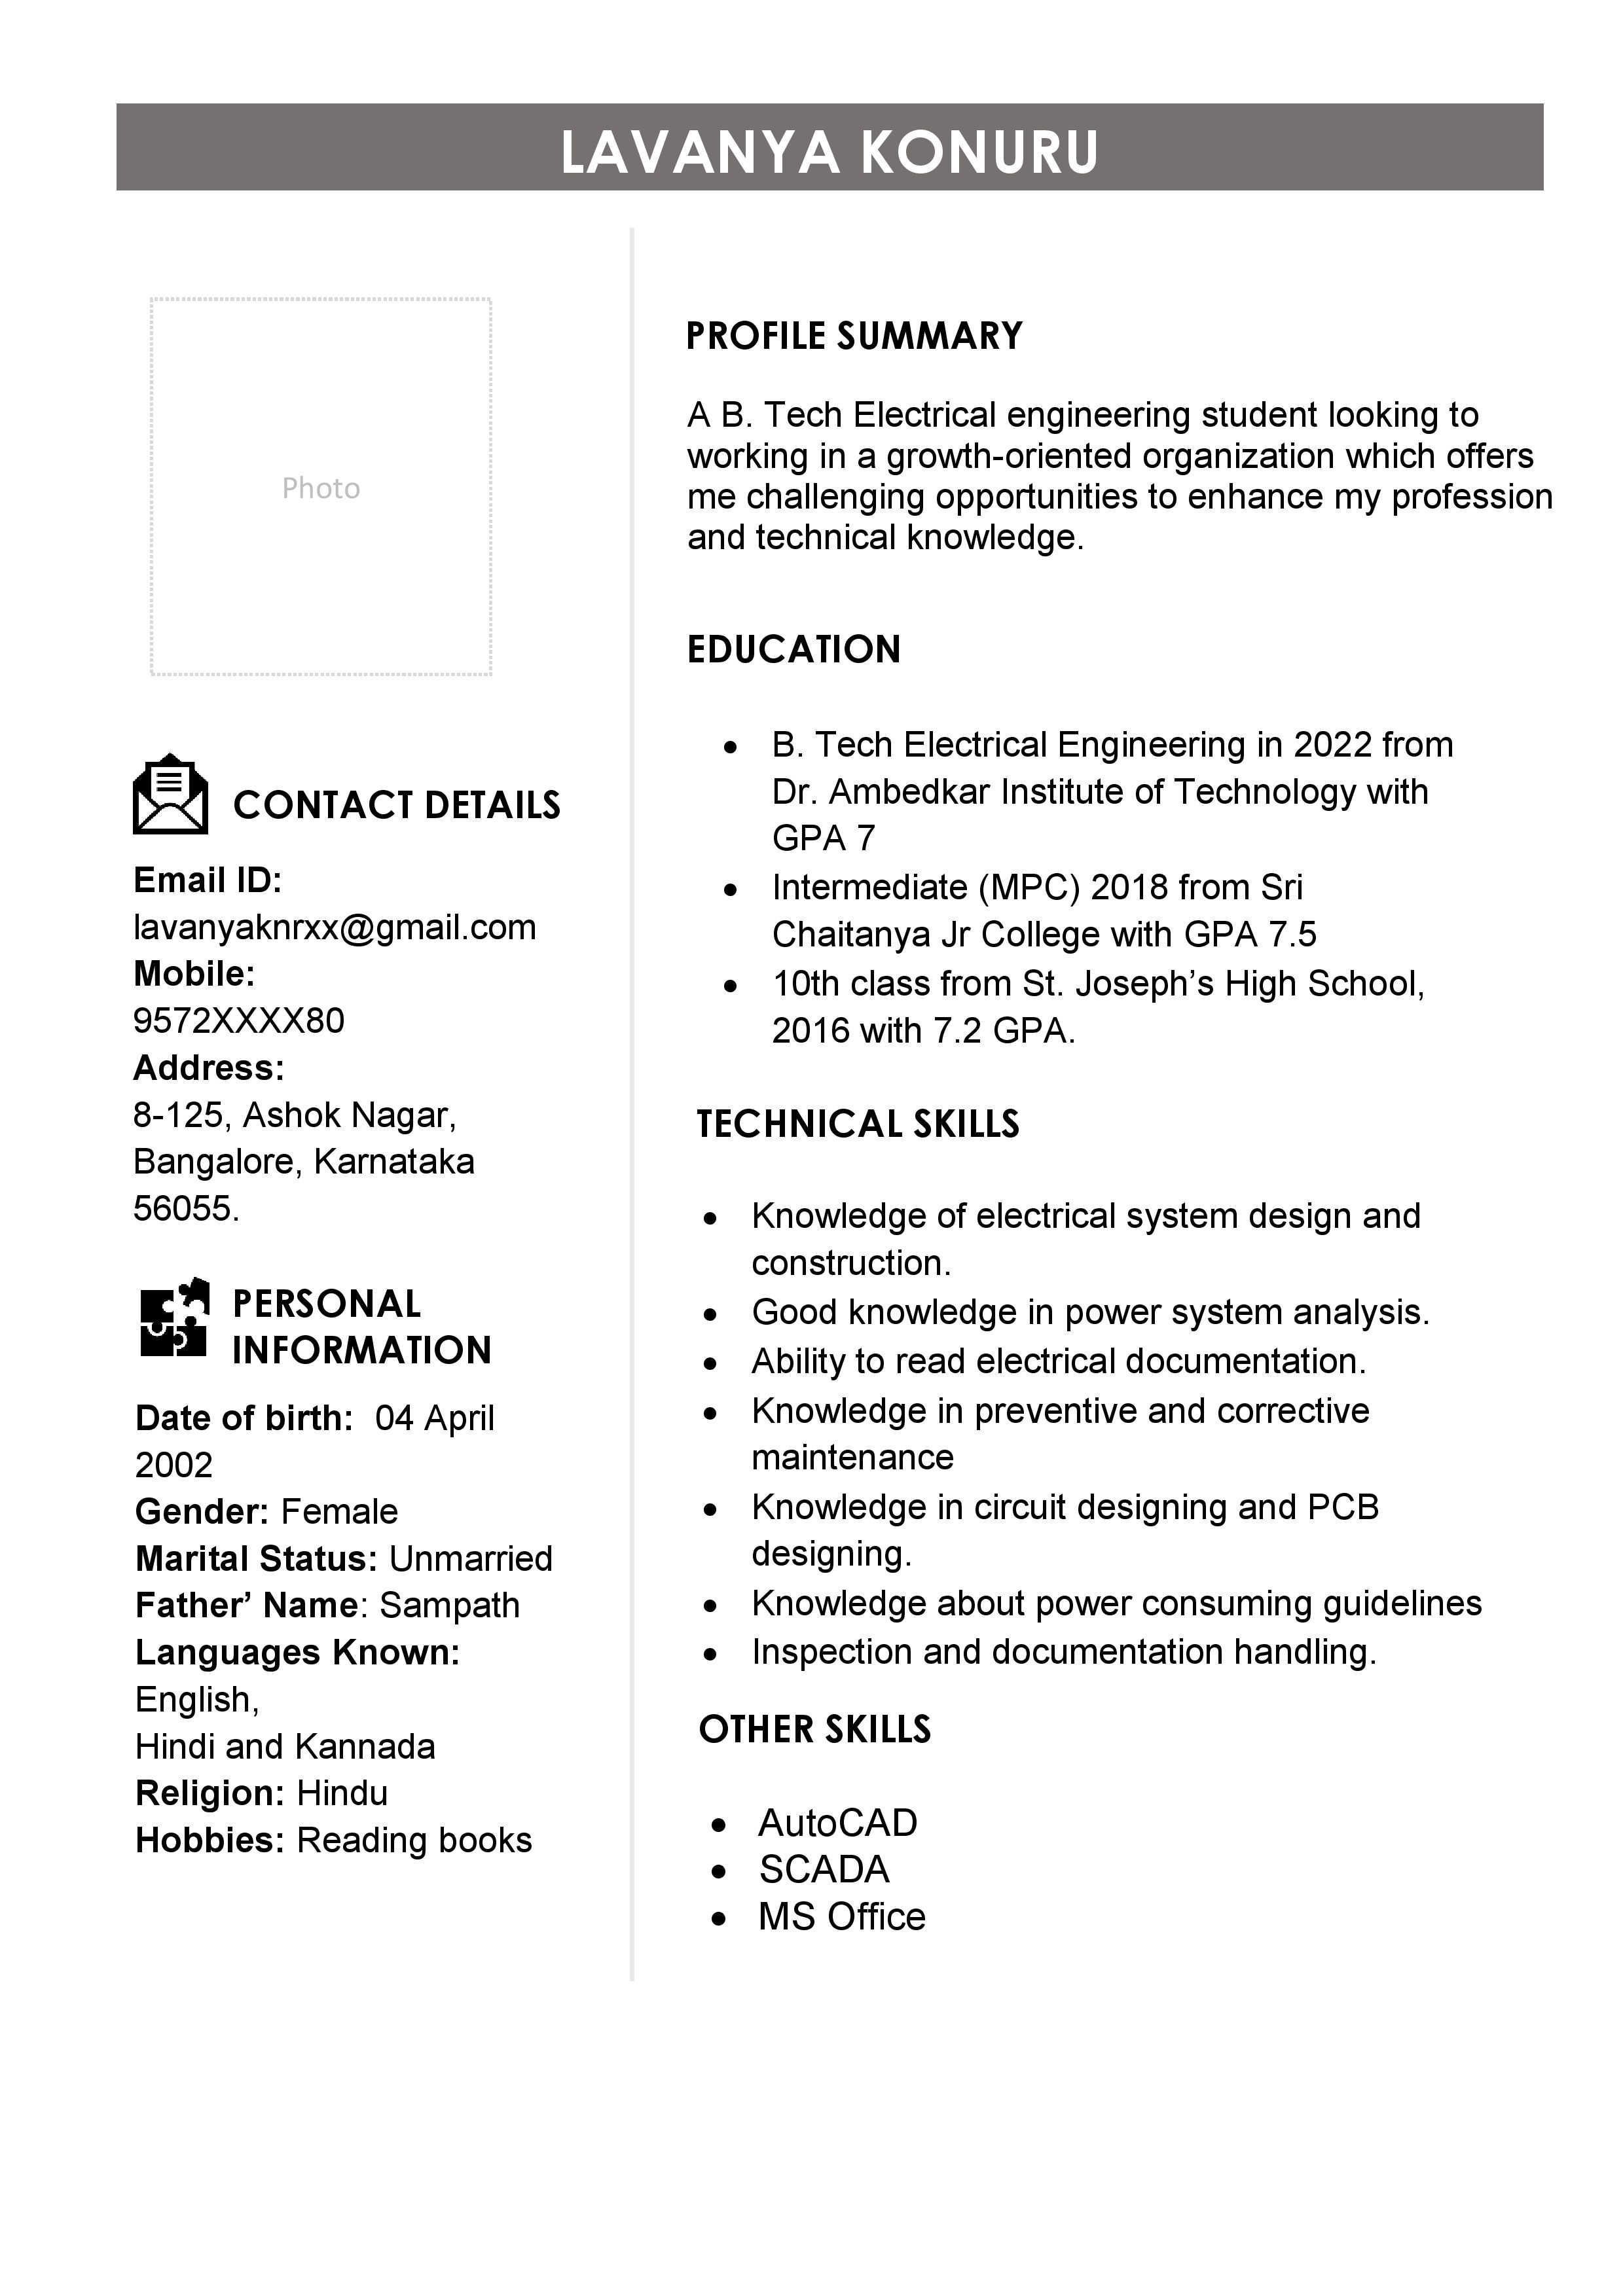 LAVANYA KONURU
Photo
CONTACT DETAILS
Email ID:
lavanyaknrxx@gmail.com
Mobile:
9572XXXX80
Address:
8-125, Ashok Nagar,
Bangalore, Karnataka
56055.
PERSONAL
INFORMATION
Date of birth:  04 April
2002
Gender: Female
Marital Status: Unmarried
Father’ Name: Sampath
Languages Known:
English,
Hindi and Kannada
Religion: Hindu
Hobbies: Reading books
PROFILE SUMMARY
A B. Tech Electrical engineering student looking to
working in a growth-oriented organization which offers
me challenging opportunities to enhance my profession
and technical knowledge.
EDUCATION
• B. Tech Electrical Engineering in 2022 from
Dr. Ambedkar Institute of Technology with
GPA 7
• Intermediate (MPC) 2018 from Sri
Chaitanya Jr College with GPA 7.5
• 10th class from St. Joseph’s High School,
2016 with 7.2 GPA.
TECHNICAL SKILLS
• Knowledge of electrical system design and
construction.
• Good knowledge in power system analysis.
• Ability to read electrical documentation.
• Knowledge in preventive and corrective
maintenance
• Knowledge in circuit designing and PCB
designing.
• Knowledge about power consuming guidelines
• Inspection and documentation handling.
OTHER SKILLS
• AutoCAD
• SCADA
• MS Office